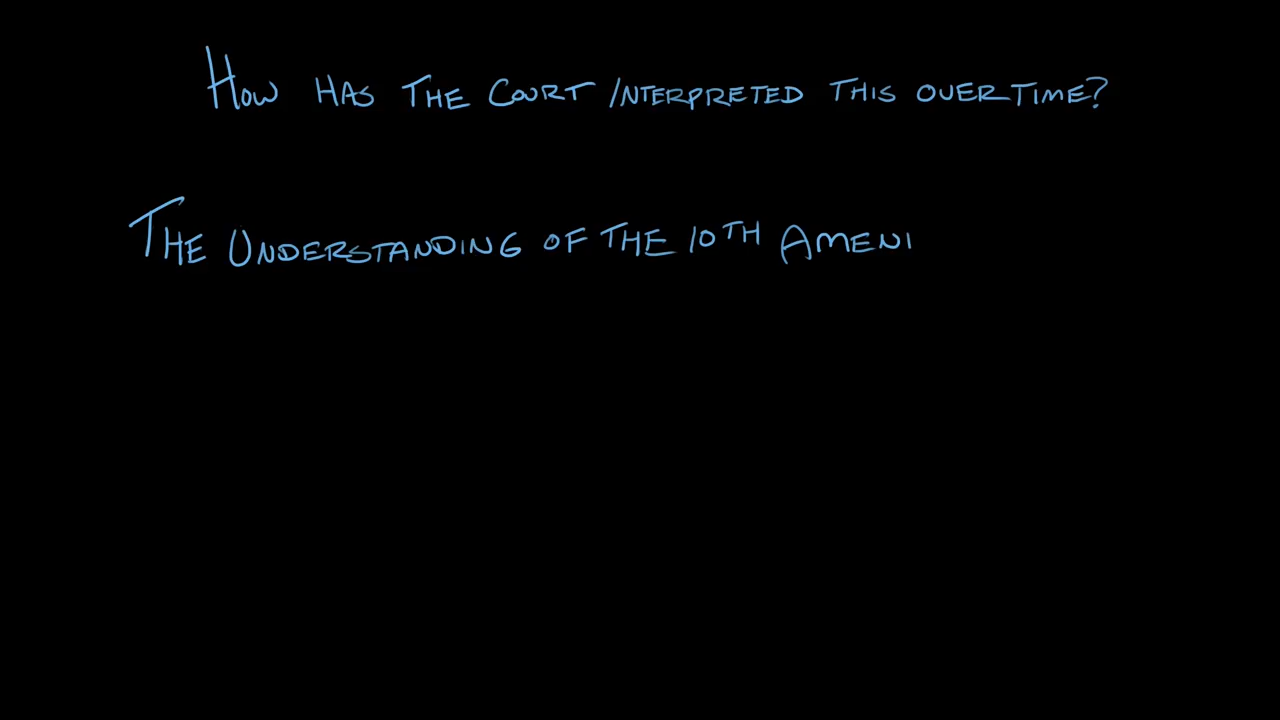 HOW HAS THE COURT INTERPRETED THIS OVER TIME?
THE UNDERSTANDING OF THE 10TH AMENI